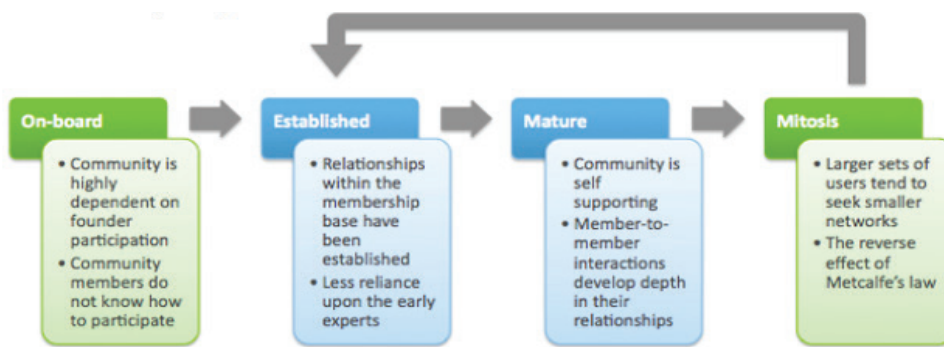 On-board
• Community is
highly
dependent on
founder
participation
• Community
members do
not know how
to participate
Established
• Relationships
within the
membership
base have
been
established
• Less reliance
upon the early
experts
Mature
• Community is
self
supporting
• Member-to-
member
interactions
develop depth
in their
relationships
Mitosis
• Larger sets of
users tend to
seek smaller
networks
• The reverse
effect of
Metcalfe's law